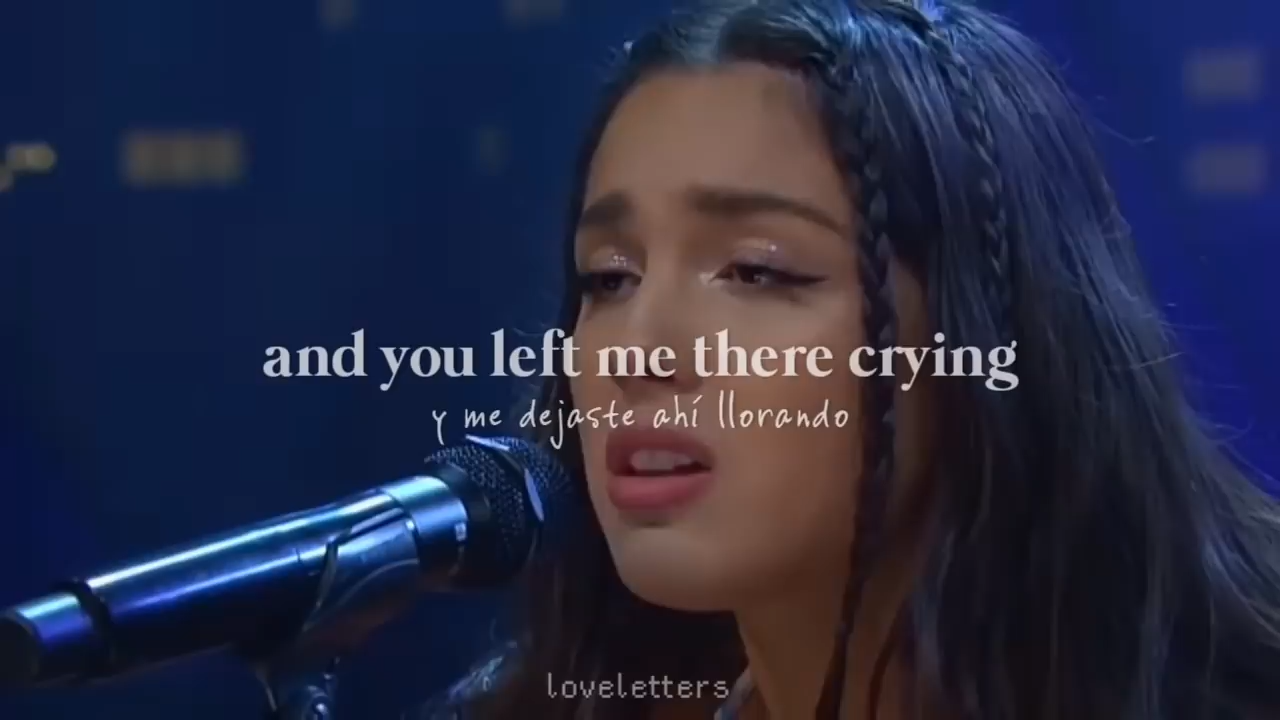 and you left me there crying
y me dejaste ahí llorando
loveletters